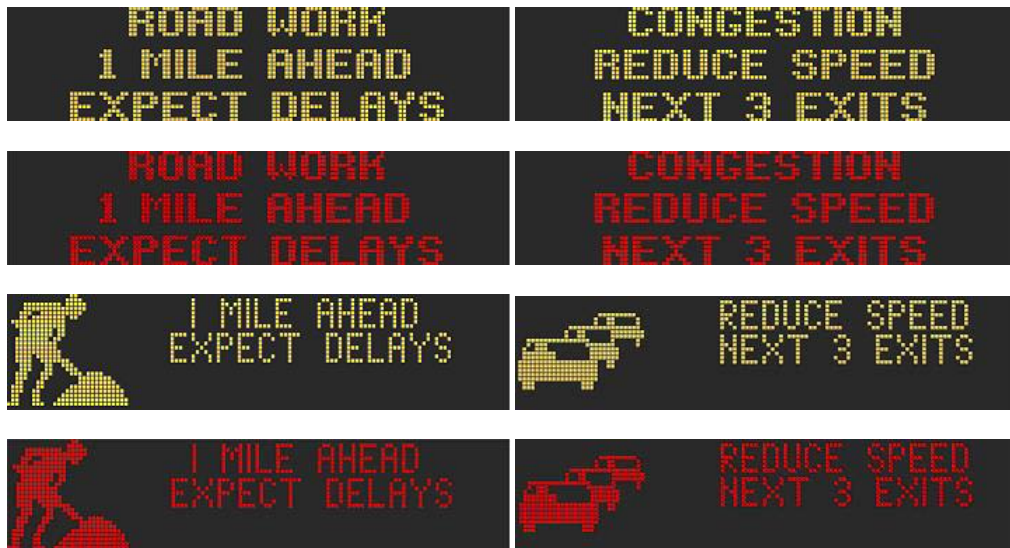 ROAD WORK
1 MILE AHEAD
EXPECT DELAYS
CONGESTION
REDUCE SPEED
NEXT 3 EXITS
ROAD WORK
1 MILE AHEAD
EXPECT DELAYS
CONGESTION
REDUCE SPEED
NEXT 3 EXITS
1 MILE AHEAD
EXPECT DELAYS
REDUCE SPEED
NEXT 3 EXITS
1 MILE AHEAD
EXPECT DELAYS
REDUCE SPEED
NEXT 3 EXITS